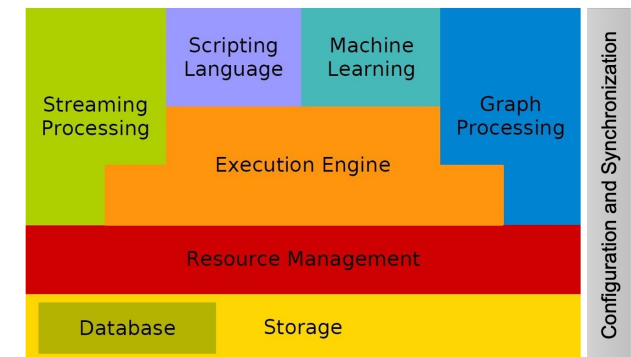 Scripting
Language
Machine
Learning
Streaming
Processing
Graph
Processing
Execution Engine
Resource Management
Database
Storage
Configuration and Synchronization